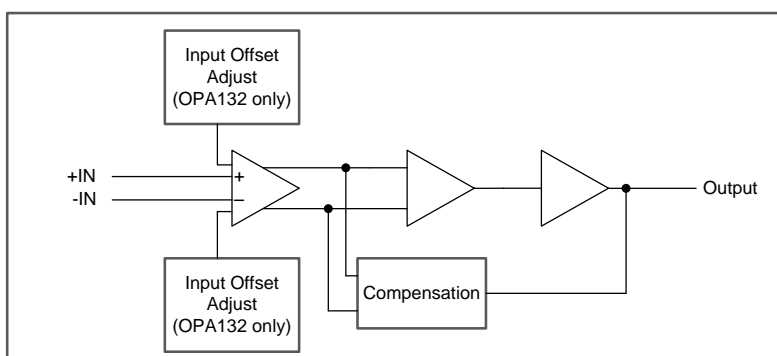 Input Offset
Adjust
(OPA132 only)
+IN
-IN
+
–
Output
Compensation
Input Offset
Adjust
(OPA132 only)